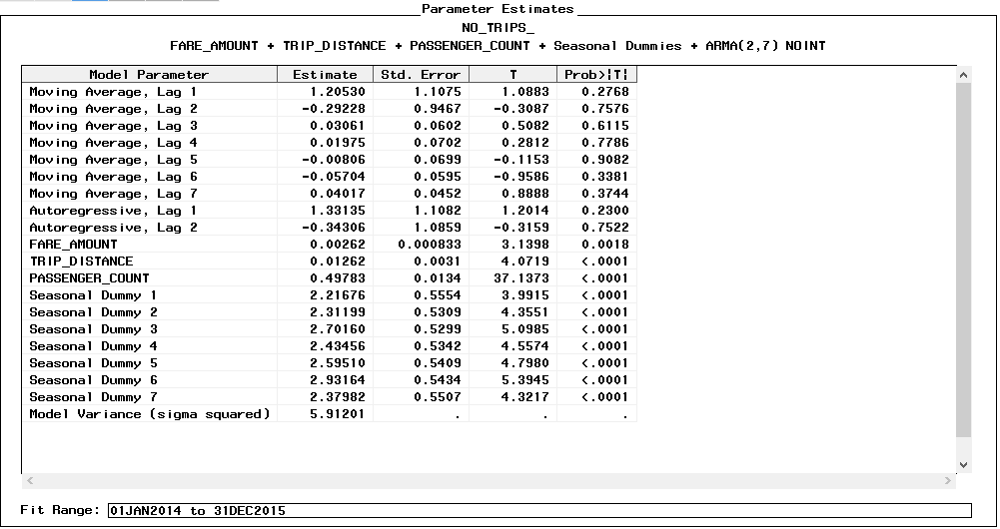 Parameter Estimates
NO_TRIPS_
FARE_AMOUNT + TRIP_DISTANCE + PASSENGER_COUNT + Seasonal Dummies + ARMA(2,7) NOINT
Model Parameter Estimate Std. Error T Prob>¦T¦
Moving Average, Lag 1 1.20530 1.1075 1.0883 0.2768
Moving Average, Lag 2 -0.29228 0.9467 -0.3087 0.7576
Moving Average, Lag 3 0.03061 0.0602 0.5082 0.6115
Moving Average, Lag 4 0.01975 0.0702 0.2812 0.7786
Moving Average, Lag 5 -0.00806 0.0699 -0.1153 0.9082
Moving Average, Lag 6 -0.05704 0.0595 -0.9586 0.3381
Moving Average, Lag 7 0.04017 0.0452 0.8888 0.3744
Autoregressive, Lag 1 1.33135 1.1082 1.2014 0.2300
Autoregressive, Lag 2 -0.34306 1.0859 -0.3159 0.7522
FARE_AMOUNT 0.00262 0.000833 3.1398 0.0018
TRIP_DISTANCE 0.01262 0.0031 4.0719 <.0001
PASSENGER_COUNT 0.49783 0.0134 37.1373 <.0001
Seasonal Dummy 1 2.21676 0.5554 3.9915 <.0001
Seasonal Dummy 2 2.31199 0.5309 4.3551 <.0001
Seasonal Dummy 3 2.70160 0.5299 5.0985 <.0001
Seasonal Dummy 4 2.43456 0.5342 4.5574 <.0001
Seasonal Dummy 5 2.59510 0.5409 4.7980 <.0001
Seasonal Dummy 6 2.93164 0.5434 5.3945 <.0001
Seasonal Dummy 7 2.37982 0.5507 4.3217 <.0001
Model Variance (sigma squared) 5.91201 . . .
Fit Range: 01JAN2014 to 31DEC2015